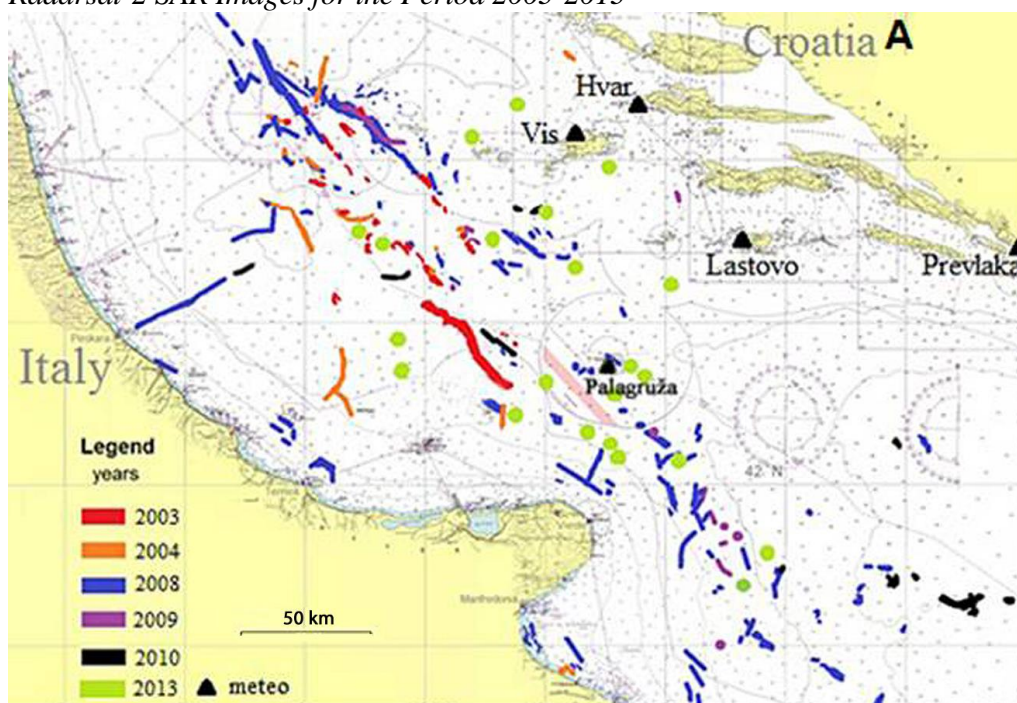 Radarsat-2 SAR Images for the Period 2003-2013
Croatia A
Hvar
Vis
Lastovo
Prevlaka
Italy
Palagruža
42° N
Manfredonia
Legend
years
2003
2004
2008
2009
2010
2013
meteo
50 km